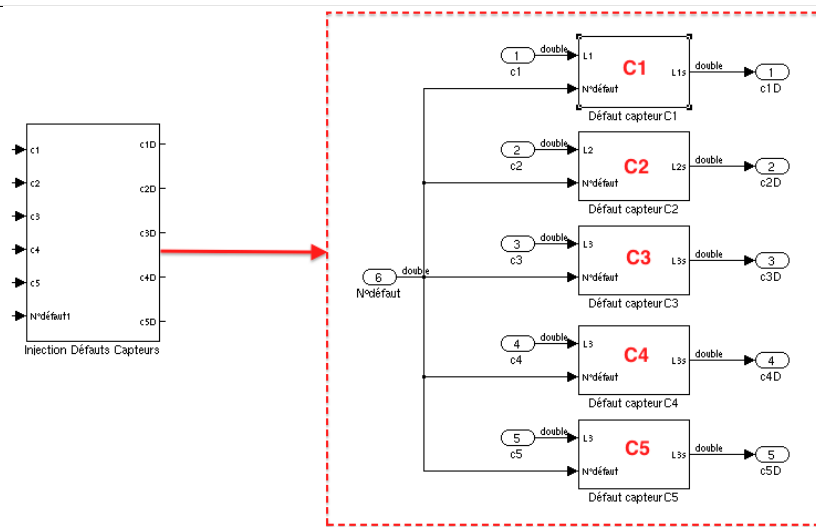 c1
c2
c3
c4
c5
N°défaut1
c1D
c2D
c3D
c4D
c5D
Injection Défauts Capteurs
6
double
N°défaut
1
double
c1
L1
N°défaut
C1
L1s
double
1
c1D
Défaut capteur C1
2
double
c2
L2
N°défaut
C2
L2s
double
2
c2D
Défaut capteur C2
3
double
c3
L3
N°défaut
C3
L3s
double
3
c3D
Défaut capteur C3
4
double
c4
L3
N°défaut
C4
L3s
double
4
c4D
Défaut capteur C4
5
double
c5
L3
N°défaut
C5
L3s
double
5
c5D
Défaut capteur C5